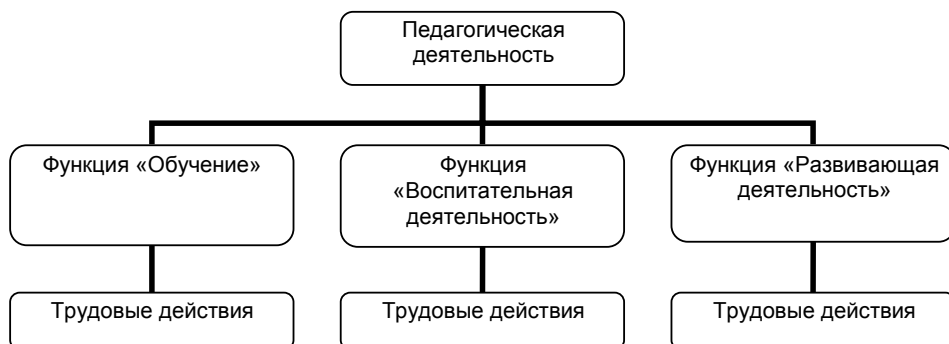 Педагогическая
деятельность
Функция «Обучение»
Функция
«Воспитательная
деятельность»
Функция «Развивающая
деятельность»
Трудовые действия
Трудовые действия
Трудовые действия